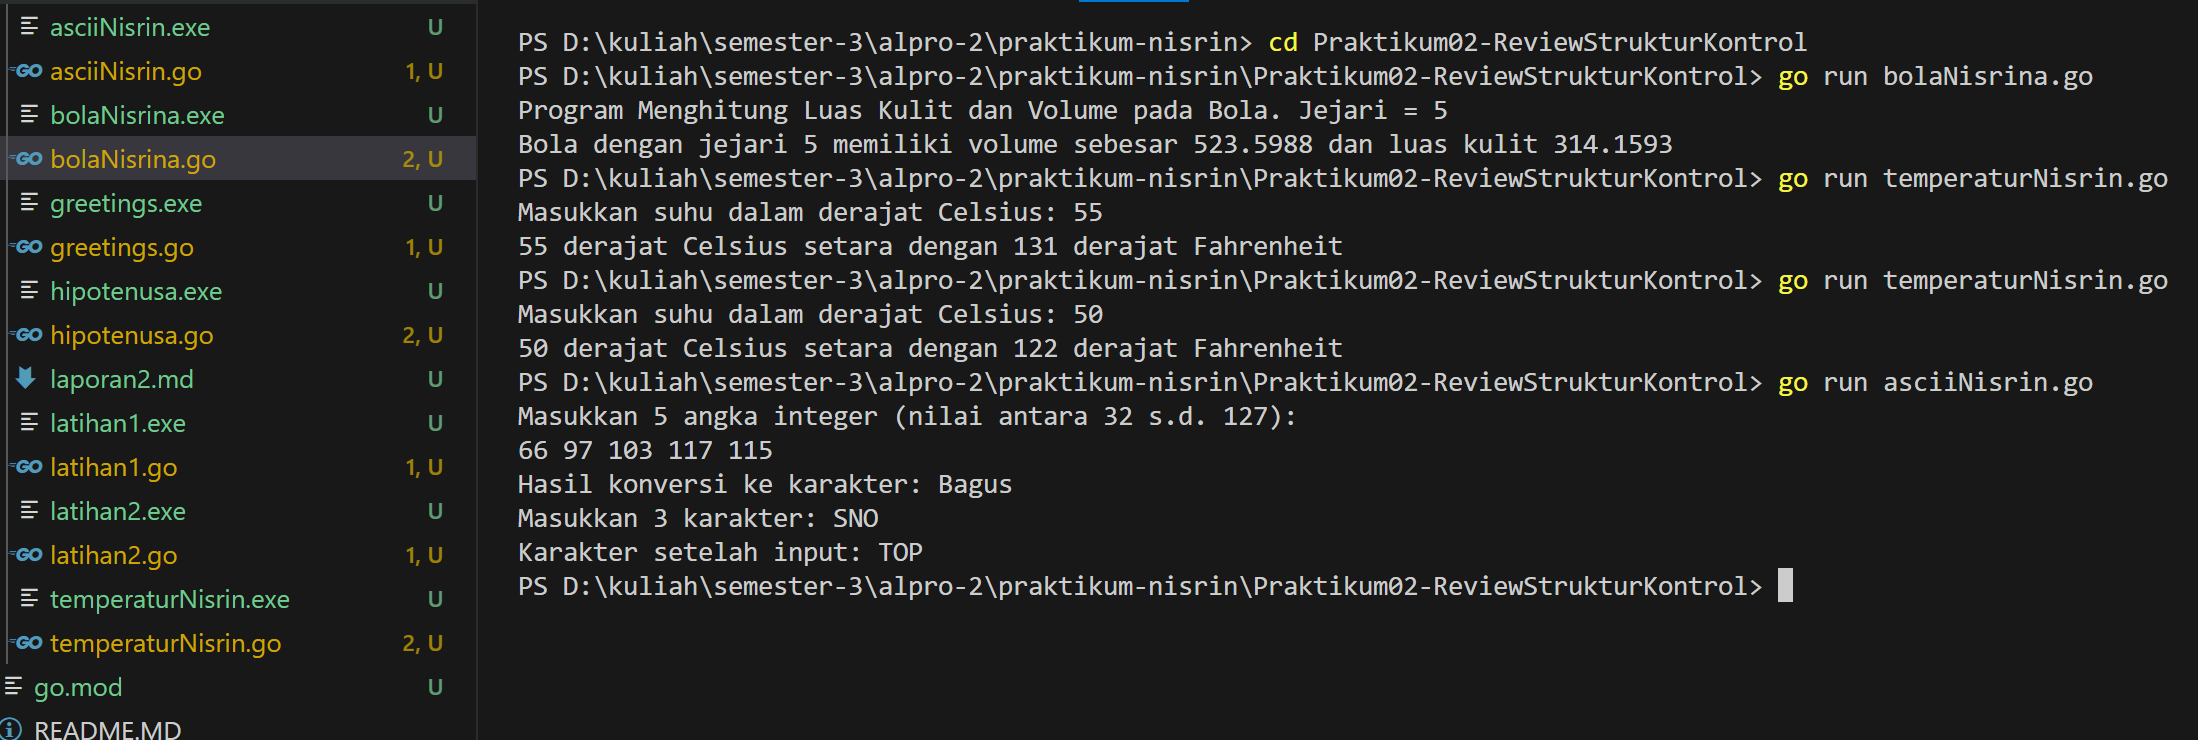 asciiNisrin.exe U
GO asciiNisrin.go 1, U
bolaNisrina.exe U
GO bolaNisrina.go 2, U
greetings.exe U
GO greetings.go 1, U
hipotenusa.exe U
GO hipotenusa.go 2, U
laporan2.md U
latihan1.exe U
GO latihan1.go 1, U
latihan2.exe U
GO latihan2.go 1, U
temperaturNisrin.exe U
GO temperaturNisrin.go 2, U
go.mod U
README.MD
PS D:\kuliah\semester-3\alpro-2\praktikum-nisrin> cd Praktikum02-ReviewStrukturKontrol
PS D:\kuliah\semester-3\alpro-2\praktikum-nisrin\Praktikum02-ReviewStrukturKontrol> go run bolaNisrina.go
Program Menghitung Luas Kulit dan Volume pada Bola. Jejari = 5
Bola dengan jejari 5 memiliki volume sebesar 523.5988 dan luas kulit 314.1593
PS D:\kuliah\semester-3\alpro-2\praktikum-nisrin\Praktikum02-ReviewStrukturKontrol> go run temperaturNisrin.go
Masukkan suhu dalam derajat Celsius: 55
55 derajat Celsius setara dengan 131 derajat Fahrenheit
PS D:\kuliah\semester-3\alpro-2\praktikum-nisrin\Praktikum02-ReviewStrukturKontrol> go run temperaturNisrin.go
Masukkan suhu dalam derajat Celsius: 50
50 derajat Celsius setara dengan 122 derajat Fahrenheit
PS D:\kuliah\semester-3\alpro-2\praktikum-nisrin\Praktikum02-ReviewStrukturKontrol> go run asciiNisrin.go
Masukkan 5 angka integer (nilai antara 32 s.d. 127):
66 97 103 117 115
Hasil konversi ke karakter: Bagus
Masukkan 3 karakter: SNO
Karakter setelah input: TOP
PS D:\kuliah\semester-3\alpro-2\praktikum-nisrin\Praktikum02-ReviewStrukturKontrol>